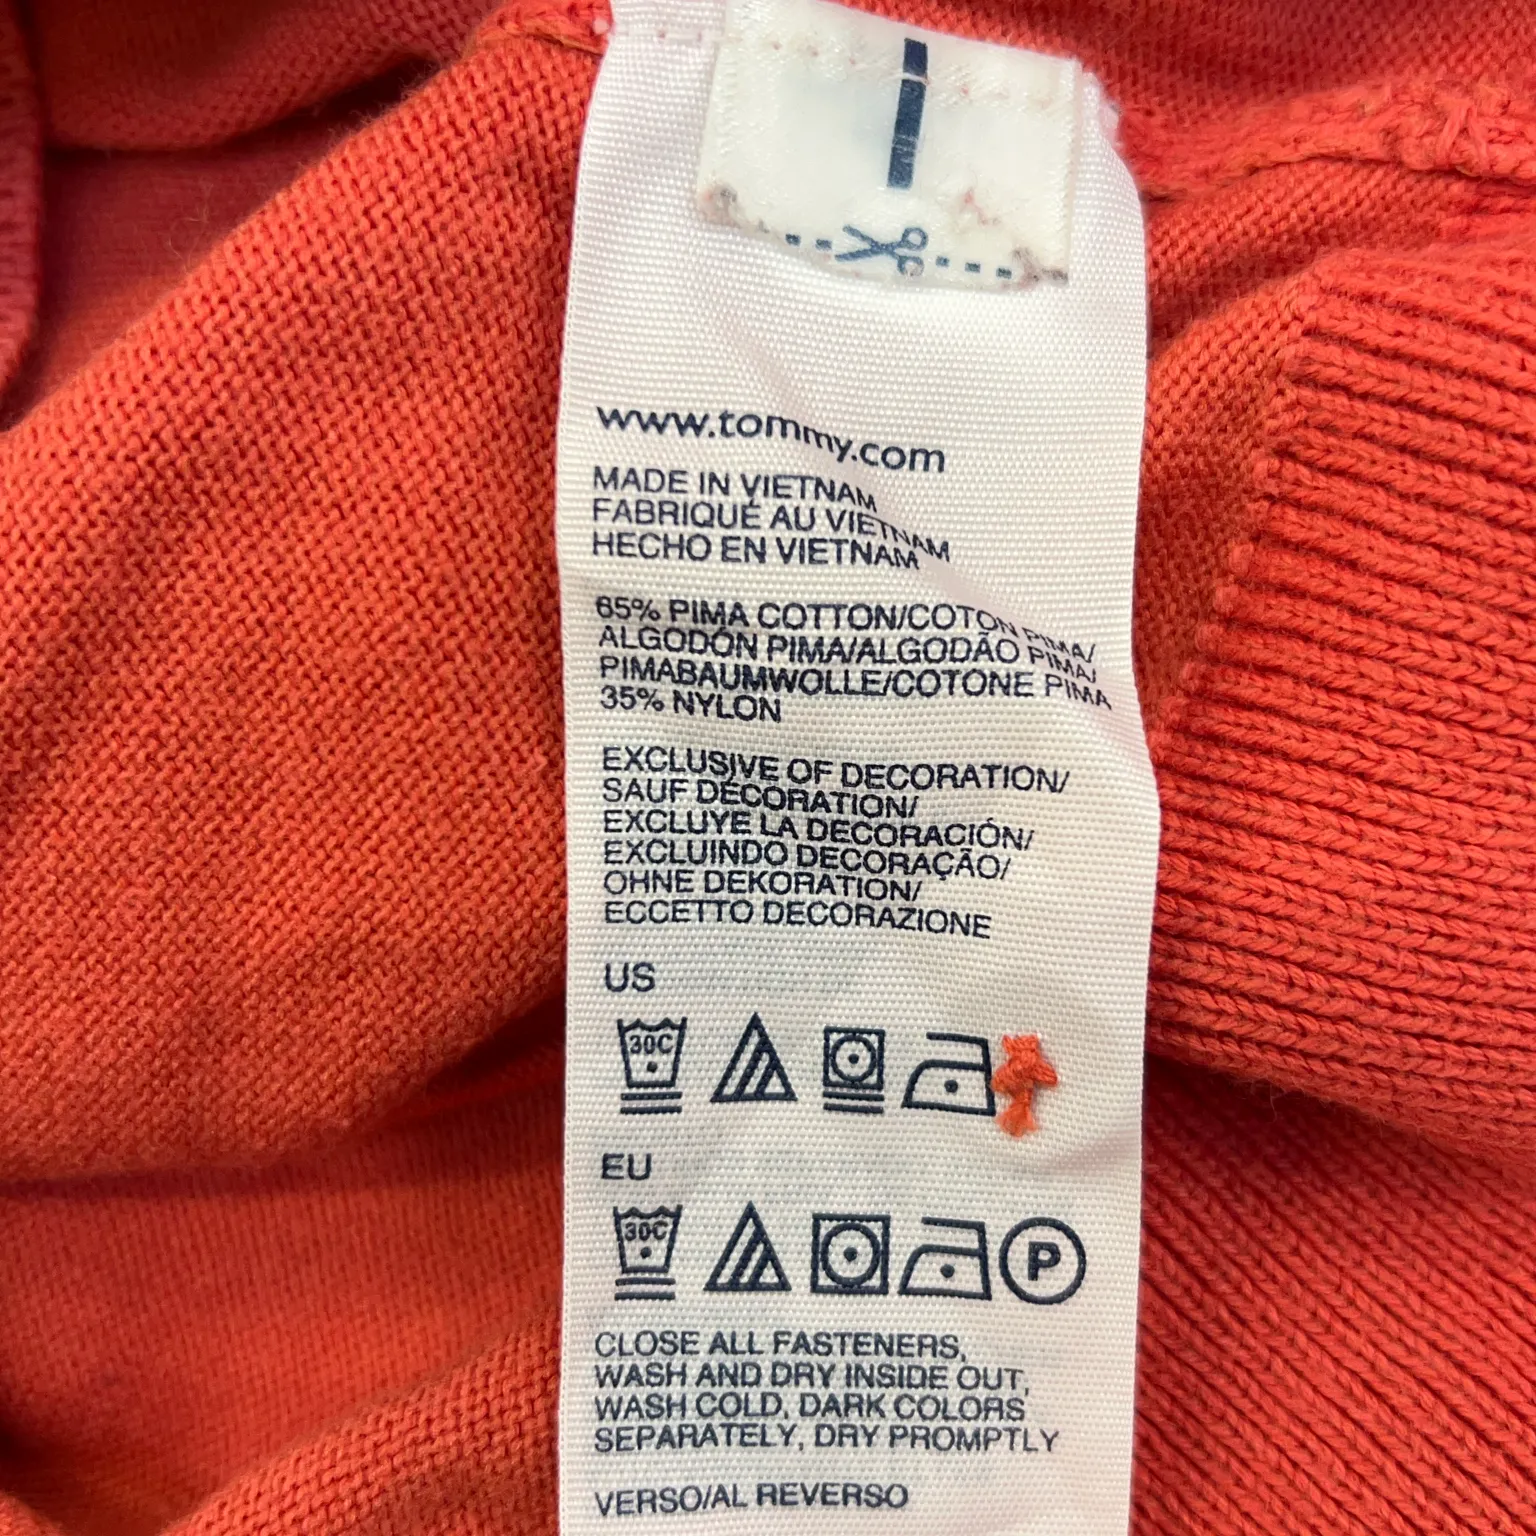 www.tommy.com
MADE IN VIETNAM
FABRIQUÉ AU VIETNAM
HECHO EN VIETNAM
65% PIMA COTTON/COTON PIMA/
ALGODÓN PIMA/ALGODÃO PIMA/
PIMABAUMWOLLE/COTONE PIMA
35% NYLON
EXCLUSIVE OF DECORATION/
SAUF DÉCORATION/
EXCLUYE LA DECORACIÓN/
EXCLUINDO DECORAÇÃO/
OHNE DEKORATION/
ECCETTO DECORAZIONE
US
30C
EU
30C P
CLOSE ALL FASTENERS,
WASH AND DRY INSIDE OUT,
WASH COLD, DARK COLORS
SEPARATELY, DRY PROMPTLY
VERSO/AL REVERSO